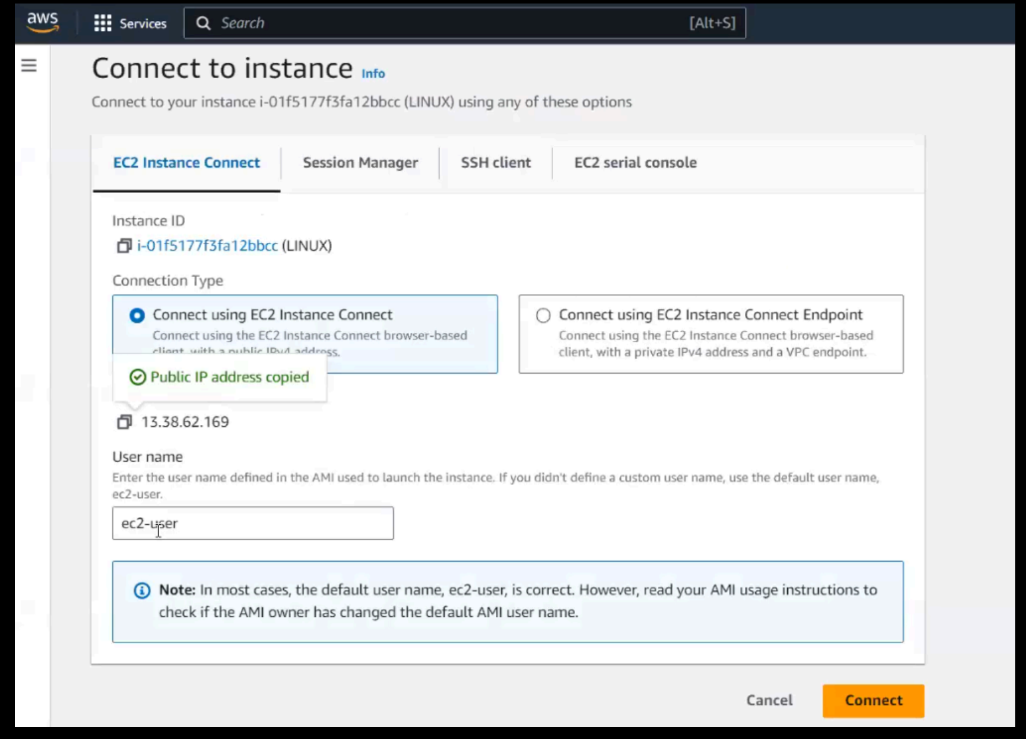 aws
Services
Search
[Alt+S]
Connect to instance Info
Connect to your instance i-01f5177f3fa12bbcc (LINUX) using any of these options
EC2 Instance Connect
Session Manager
SSH client
EC2 serial console
Instance ID
i-01f5177f3fa12bbcc (LINUX)
Connection Type
Connect using EC2 Instance Connect
Connect using the EC2 Instance Connect browser-based
client, with a public IPv4 address.
Connect using EC2 Instance Connect Endpoint
Connect using the EC2 Instance Connect browser-based
client, with a private IPv4 address and a VPC endpoint.
Public IP address copied
13.38.62.169
User name
Enter the user name defined in the AMI used to launch the instance. If you didn't define a custom user name, use the default user name,
ec2-user.
ec2-user
Note: In most cases, the default user name, ec2-user, is correct. However, read your AMI usage instructions to
check if the AMI owner has changed the default AMI user name.
Cancel
Connect